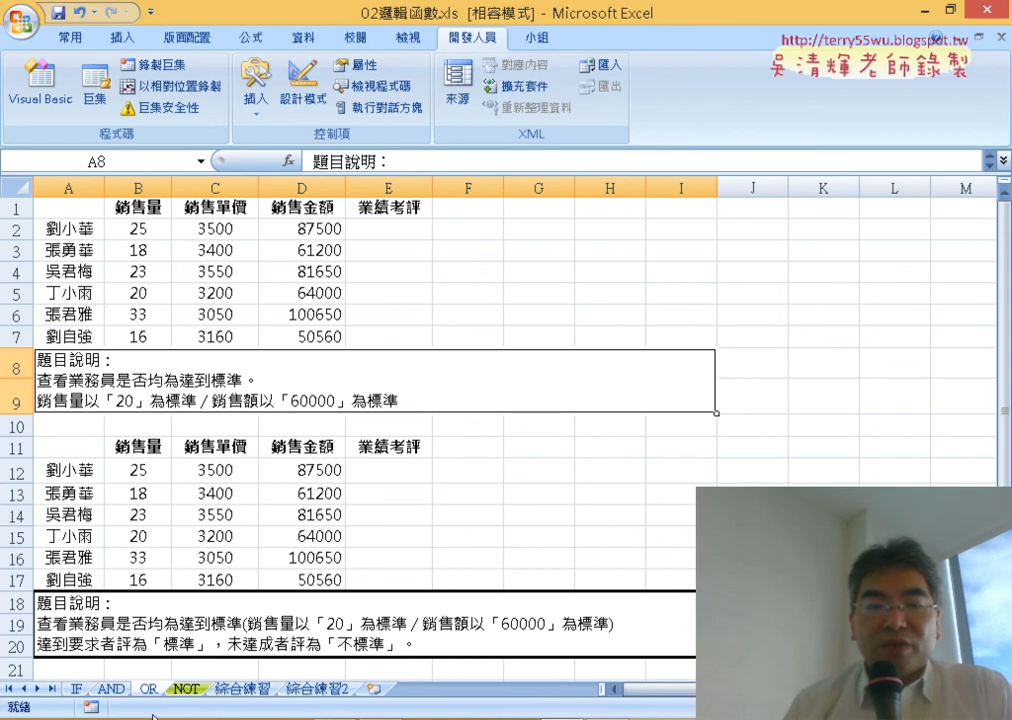 02邏輯函數.xls [相容模式] - Microsoft Excel
常用 插入 版面配置 公式 資料 校閱 檢視 開發人員 小組
http://terry55wu.blogspot.tw
吳清輝老師錄製
Visual Basic 巨集 錄製巨集 以相對位置錄製 巨集安全性
程式碼
插入 設計模式 屬性 檢視程式碼 執行對話方塊
控制項
來源 對應內容 擴充套件 重新整理資料 匯入 匯出
XML
A8 fx 題目說明：
A B C D E F G H I J K L M
1 銷售量 銷售單價 銷售金額 業績考評
2 劉小華 25 3500 87500
3 張勇華 18 3400 61200
4 吳君梅 23 3550 81650
5 丁小雨 20 3200 64000
6 張君雅 33 3050 100650
7 劉自強 16 3160 50560
8 題目說明：
查看業務員是否均為達到標準。
9 銷售量以「20」為標準 / 銷售額以「60000」為標準
10
11 銷售量 銷售單價 銷售金額 業績考評
12 劉小華 25 3500 87500
13 張勇華 18 3400 61200
14 吳君梅 23 3550 81650
15 丁小雨 20 3200 64000
16 張君雅 33 3050 100650
17 劉自強 16 3160 50560
18 題目說明：
19 查看業務員是否均為達到標準(銷售量以「20」為標準 / 銷售額以「60000」為標準)
20 達到要求者評為「標準」，未達成者評為「不標準」。
21
IF AND OR NOT 綜合練習 綜合練習2
就緒